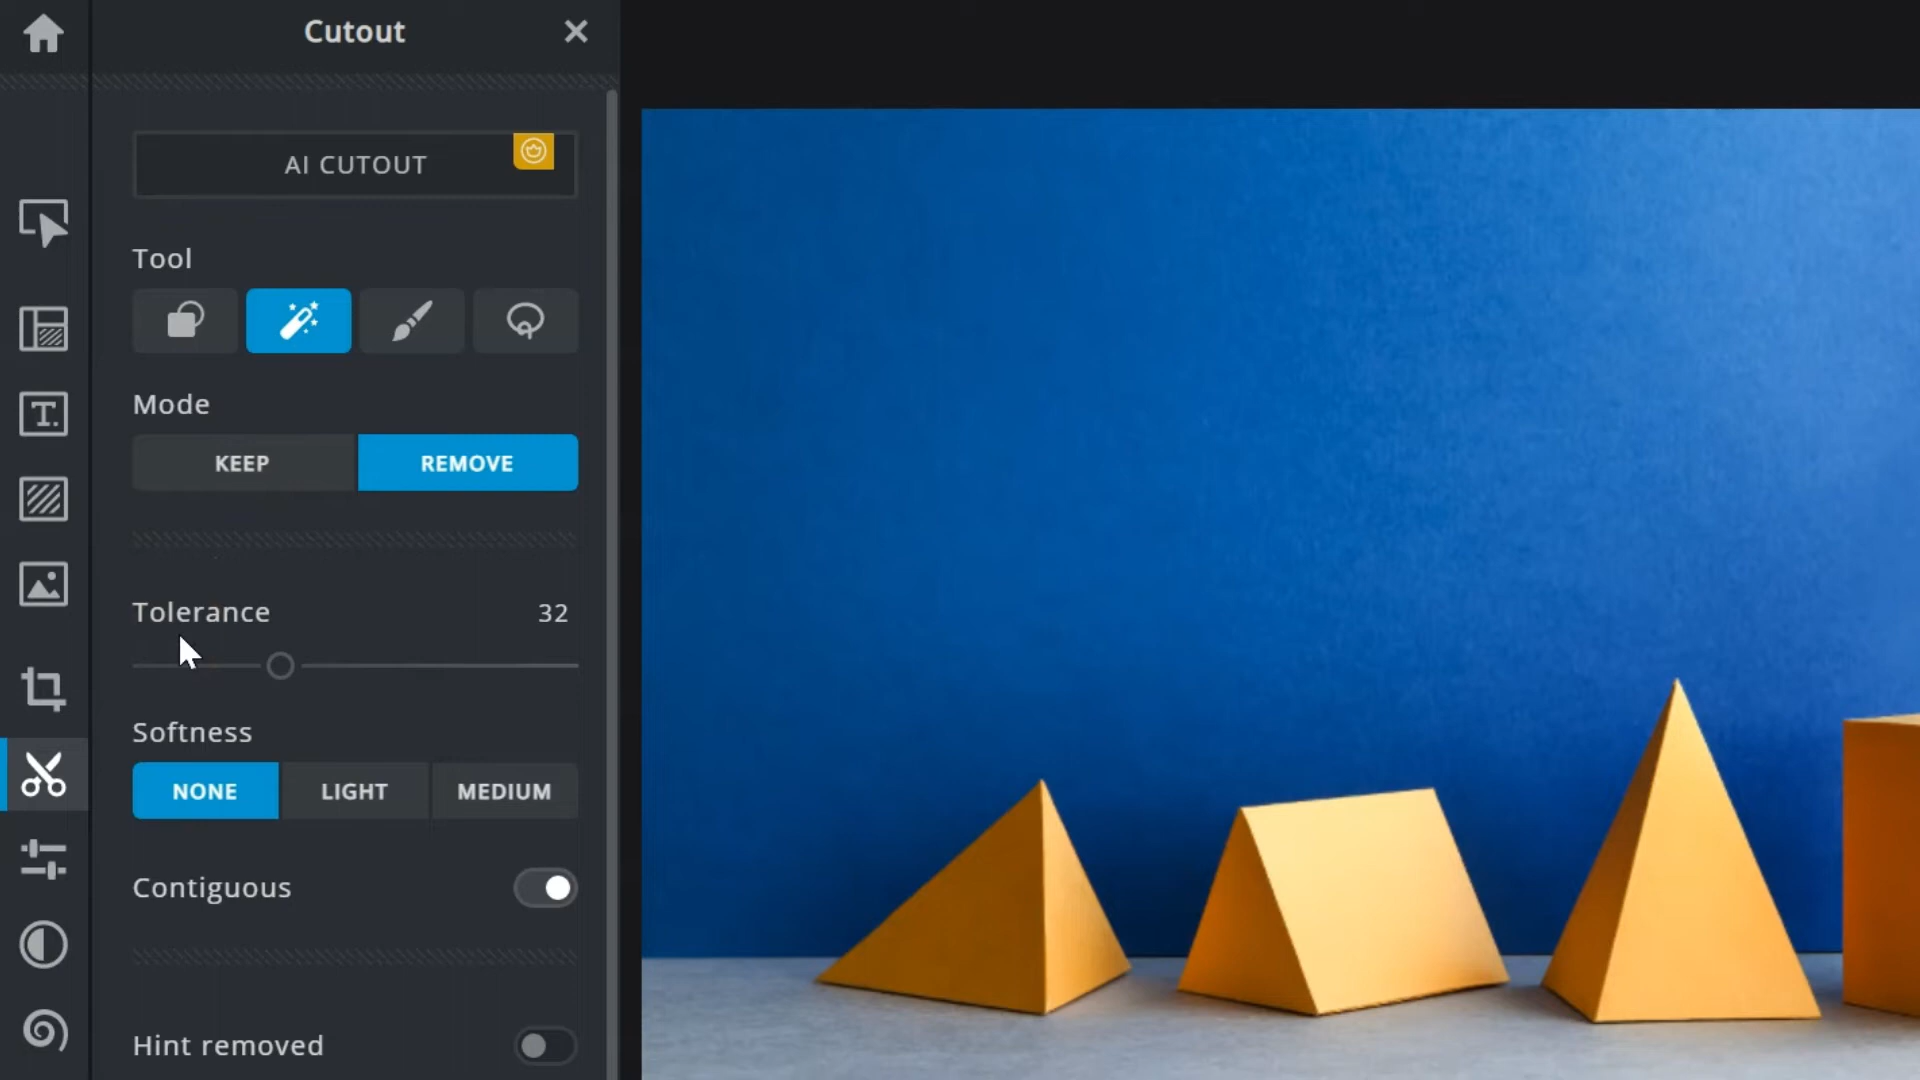 Cutout
AI CUTOUT
Tool
Mode
KEEP REMOVE
Tolerance 32
Softness
NONE LIGHT MEDIUM
Contiguous
Hint removed